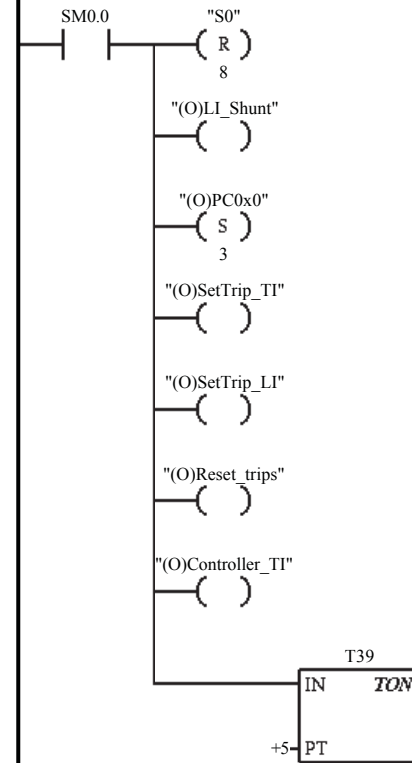 SM0.0 "S0"
R
8
"(O)LI_Shunt"
"(O)PC0x0"
S
3
"(O)SetTrip_TI"
"(O)SetTrip_LI"
"(O)Reset_trips"
"(O)Controller_TI"
T39
IN TON
+5 PT